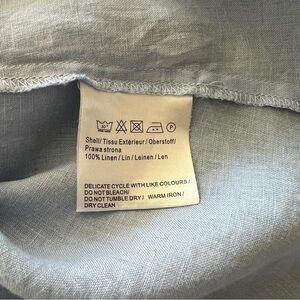 30°
P
Shell/ Tissu Extérieur/ Oberstoff/
Prawa strona
100% Linen / Lin / Leinen / Len
DELICATE CYCLE WITH LIKE COLOURS /
DO NOT BLEACH/
DO NOT TUMBLE DRY / WARM IRON /
DRY CLEAN